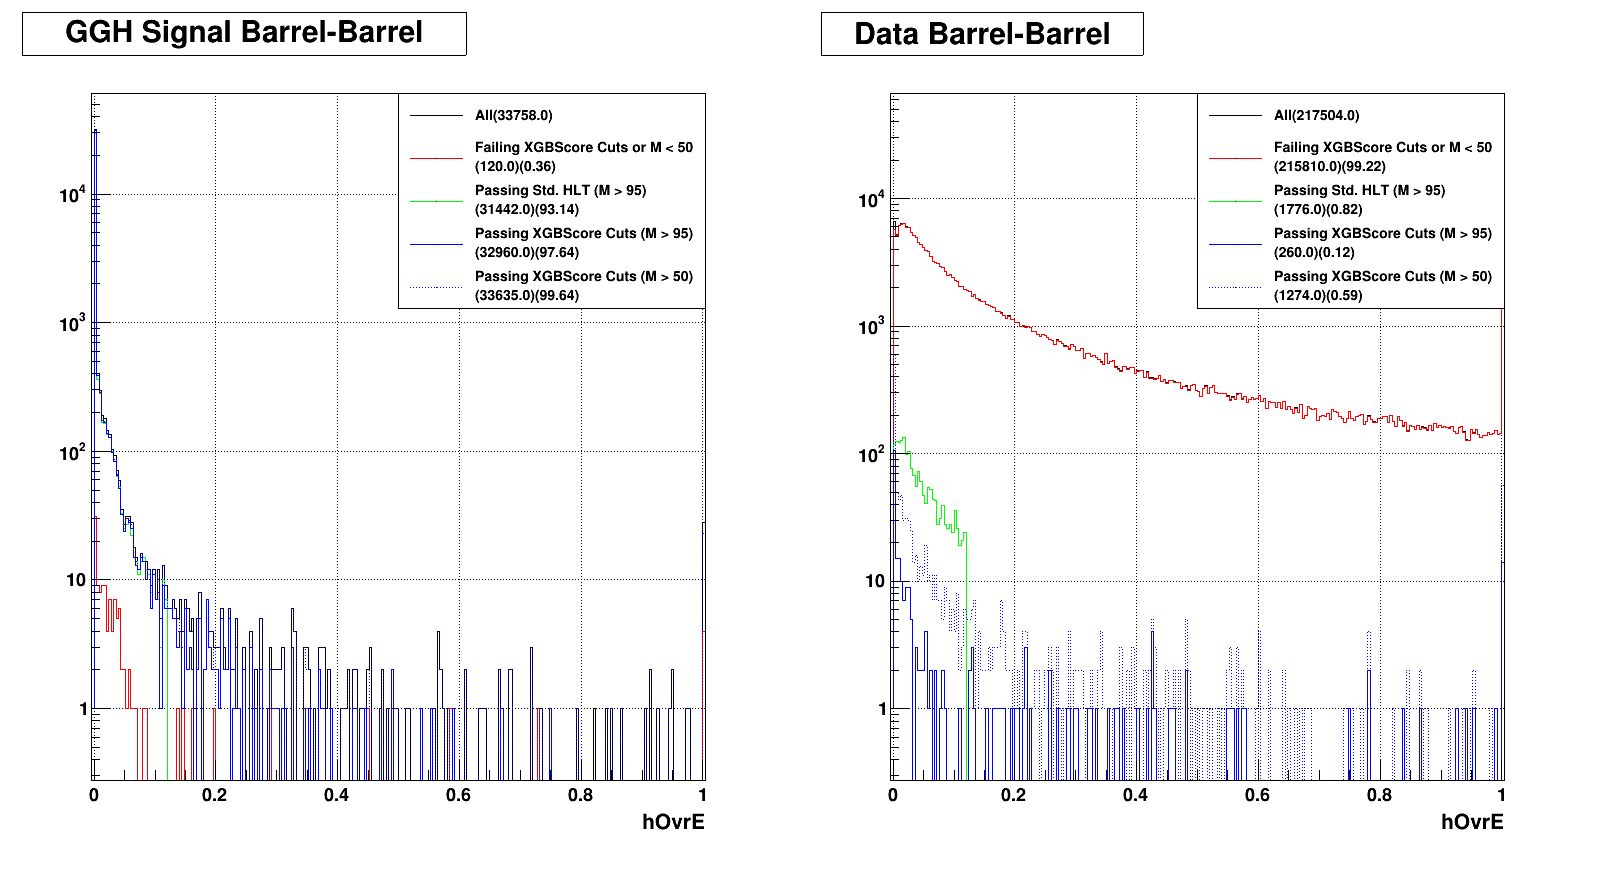 GGH Signal Barrel-Barrel
All(33758.0)
Failing XGBScore Cuts or M < 50
(120.0)(0.36)
Passing Std. HLT (M > 95)
(31442.0)(93.14)
Passing XGBScore Cuts (M > 95)
(32960.0)(97.64)
Passing XGBScore Cuts (M > 50)
(33635.0)(99.64)
10^4
10^3
10^2
10
1
0 0.2 0.4 0.6 0.8 1
hOvrE
Data Barrel-Barrel
All(217504.0)
Failing XGBScore Cuts or M < 50
(215810.0)(99.22)
Passing Std. HLT (M > 95)
(1776.0)(0.82)
Passing XGBScore Cuts (M > 95)
(260.0)(0.12)
Passing XGBScore Cuts (M > 50)
(1274.0)(0.59)
10^4
10^3
10^2
10
1
0 0.2 0.4 0.6 0.8 1
hOvrE